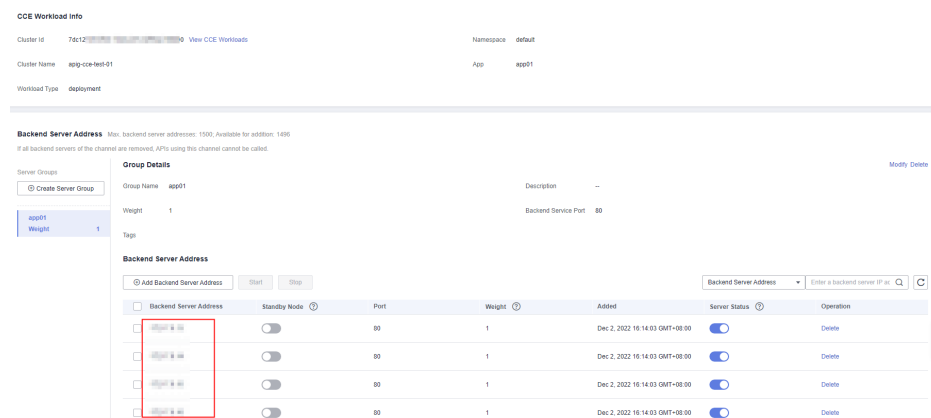 CCE Workload Info
Cluster Id 7dc12 0 View CCE Workloads Namespace default
Cluster Name apig-cce-test-01 App app01
Workload Type deployment
Backend Server Address Max. backend server addresses: 1500; Available for addition: 1496
If all backend servers of the channel are removed, APIs using this channel cannot be called.
Server Groups Group Details Modify Delete
Create Server Group Group Name app01 Description --
app01 Weight 1 Backend Service Port 80
Weight 1
Tags
Backend Server Address
Add Backend Server Address Start Stop Backend Server Address Enter a backend server IP
Backend Server Address Standby Node Port Weight Added Server Status Operation
80 1 Dec 2, 2022 16:14:03 GMT+08:00 Delete
80 1 Dec 2, 2022 16:14:03 GMT+08:00 Delete
80 1 Dec 2, 2022 16:14:03 GMT+08:00 Delete
80 1 Dec 2, 2022 16:14:03 GMT+08:00 Delete